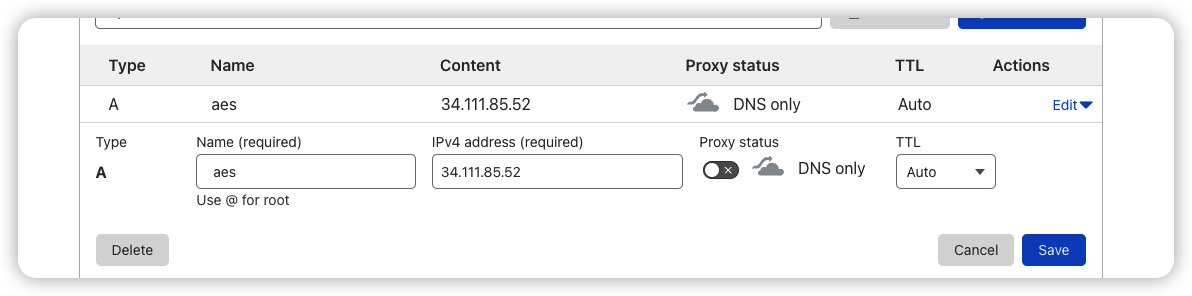 Type Name Content Proxy status TTL Actions
A aes 34.111.85.52 DNS only Auto Edit
Type Name (required) IPv4 address (required) Proxy status TTL
A aes 34.111.85.52 DNS only Auto
Use @ for root
Delete Cancel Save